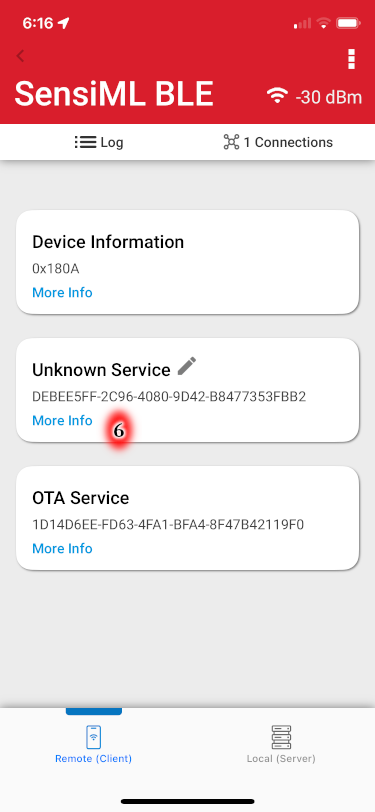 6:16
SensiML BLE
-30 dBm
Log
1 Connections
Device Information
0x180A
More Info
Unknown Service
DEBEE5FF-2C96-4080-9D42-B8477353FBB2
More Info
6
OTA Service
1D14D6EE-FD63-4FA1-BFA4-8F47B42119F0
More Info
Remote (Client)
Local (Server)